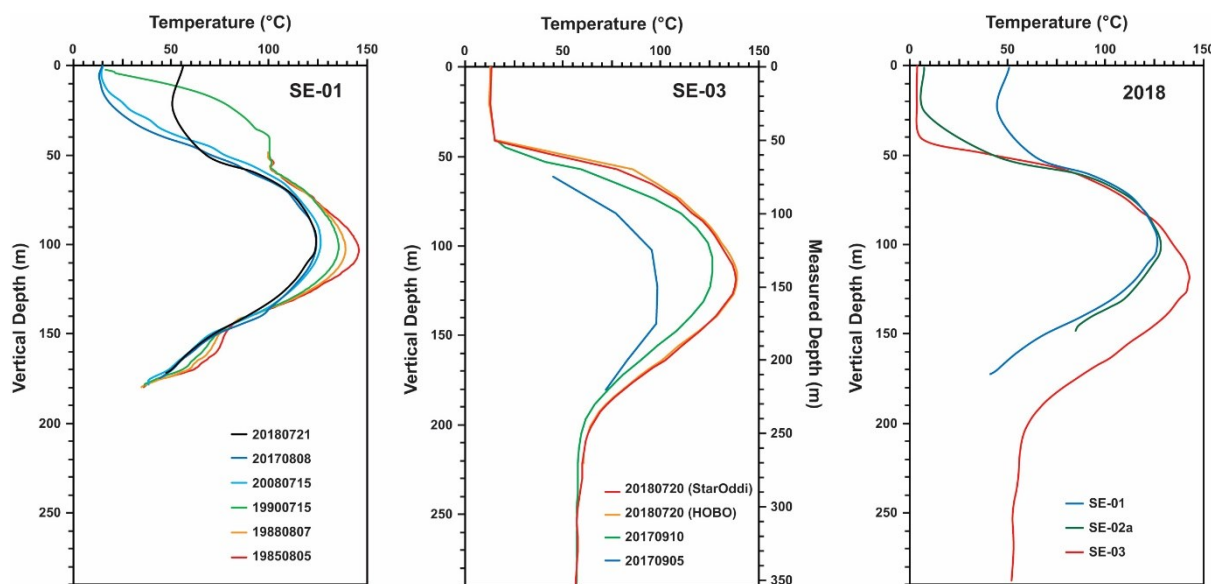 Temperature (°C)
0 50 100 150
SE-01
0
50
100
150
200
250
Vertical Depth (m)
20180721
20170808
20080715
19900715
19880807
19850805
Temperature (°C)
0 50 100 150
SE-03
0
50
100
150
200
250
Vertical Depth (m)
0
50
100
150
200
250
300
350
Measured Depth (m)
20180720 (StarOddi)
20180720 (HOBO)
20170910
20170905
Temperature (°C)
0 50 100 150
2018
0
50
100
150
200
250
Vertical Depth (m)
SE-01
SE-02a
SE-03